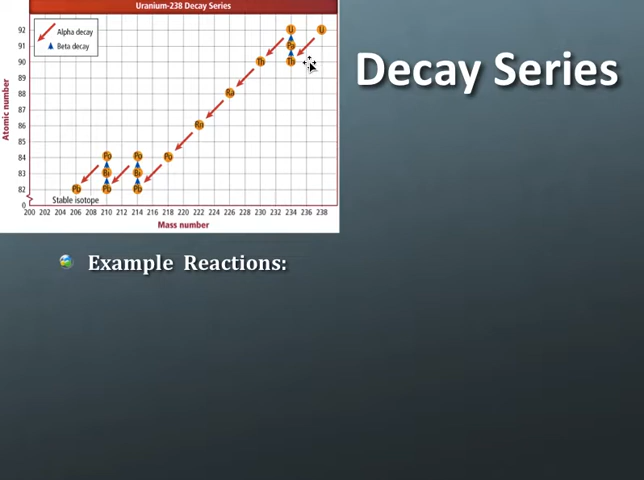 Uranium-238 Decay Series
Alpha decay
Beta decay
Decay Series
Atomic number
92
91
90
89
88
87
86
85
84
83
82
0
U U
Pa
Th Th
Ra
Rn
Po Po Po
Bi Bi
Pb Pb Pb
Stable isotope
200 202 204 206 208 210 212 214 216 218 220 222 224 226 228 230 232 234 236 238
Mass number
Example Reactions: